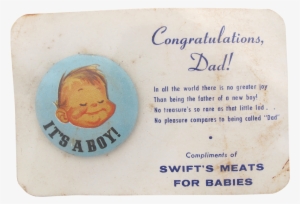 Congratulations,
Dad!
In all the world there is no greater joy
Than being the father of a new boy!
No treasure's so rare as that little lad . .
No pleasure compares to being called "Dad"
IT'S A BOY!
Compliments of
SWIFT'S MEATS
FOR BABIES